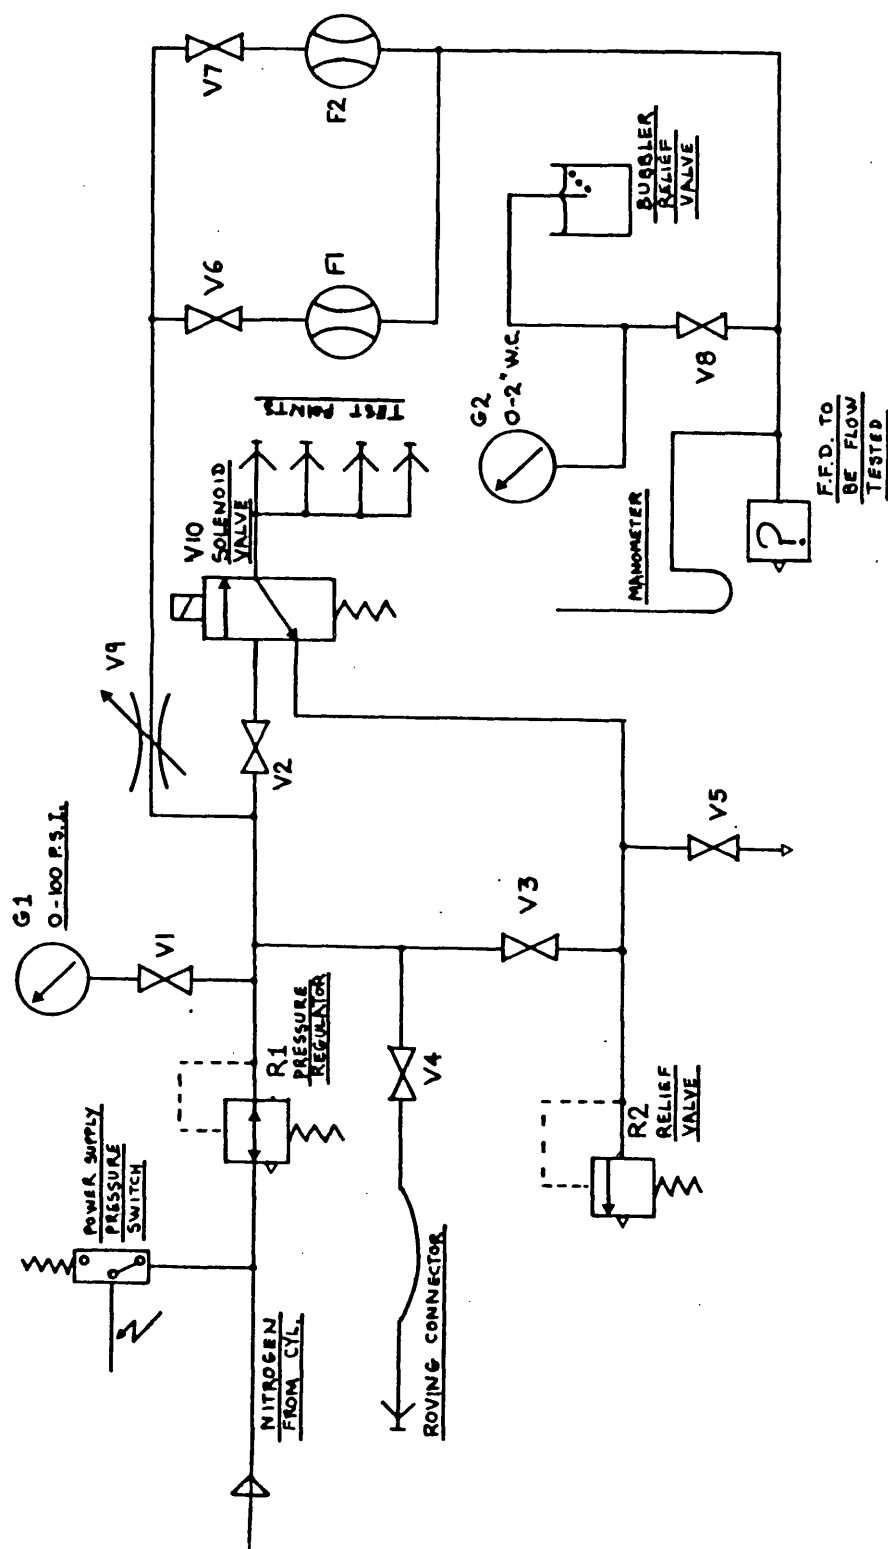 G1
0-100 P.S.I.
V1
POWER SUPPLY
PRESSURE
SWITCH
NITROGEN
FROM CYL.
R1
PRESSURE
REGULATOR
V9
V2
V10
SOLENOID
VALVE
TEST POINTS
V7
F2
V6
F1
V4
ROVING CONNECTOR
V3
R2
RELIEF
VALVE
V5
G2
0-2" W.C.
BUBBLER
RELIEF
VALVE
V8
MANOMETER
?
F.F.D. TO
BE FLOW
TESTED